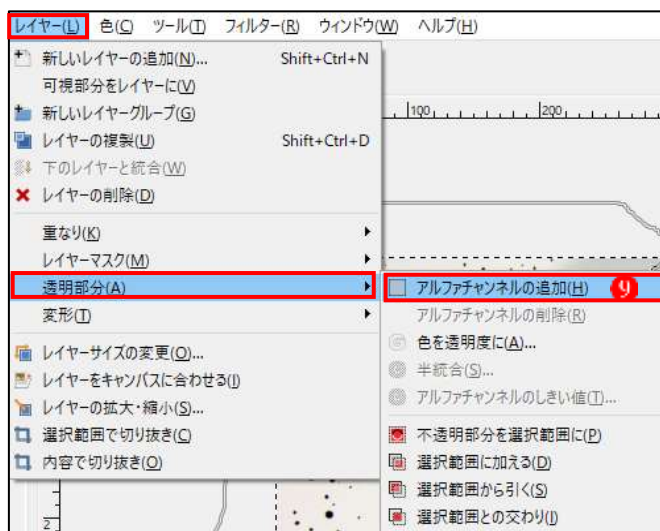 レイヤー(L) 色(C) ツール(T) フィルター(R) ウィンドウ(W) ヘルプ(H)
新しいレイヤーの追加(N)... Shift+Ctrl+N
可視部分をレイヤーに(V)
新しいレイヤーグループ(G)
レイヤーの複製(U) Shift+Ctrl+D
下のレイヤーと統合(W)
レイヤーの削除(D)
重なり(K)
レイヤーマスク(M)
透明部分(A)
変形(T)
レイヤーサイズの変更(O)...
レイヤーをキャンバスに合わせる(I)
レイヤーの拡大・縮小(S)...
選択範囲で切り抜き(C)
内容で切り抜き(O)
100 200
アルファチャンネルの追加(H) 9
アルファチャンネルの削除(R)
色を透明度に(A)...
半統合(S)...
アルファチャンネルのしきい値(T)...
不透明部分を選択範囲に(P)
選択範囲に加える(D)
選択範囲から引く(S)
選択範囲との交わり(I)
2